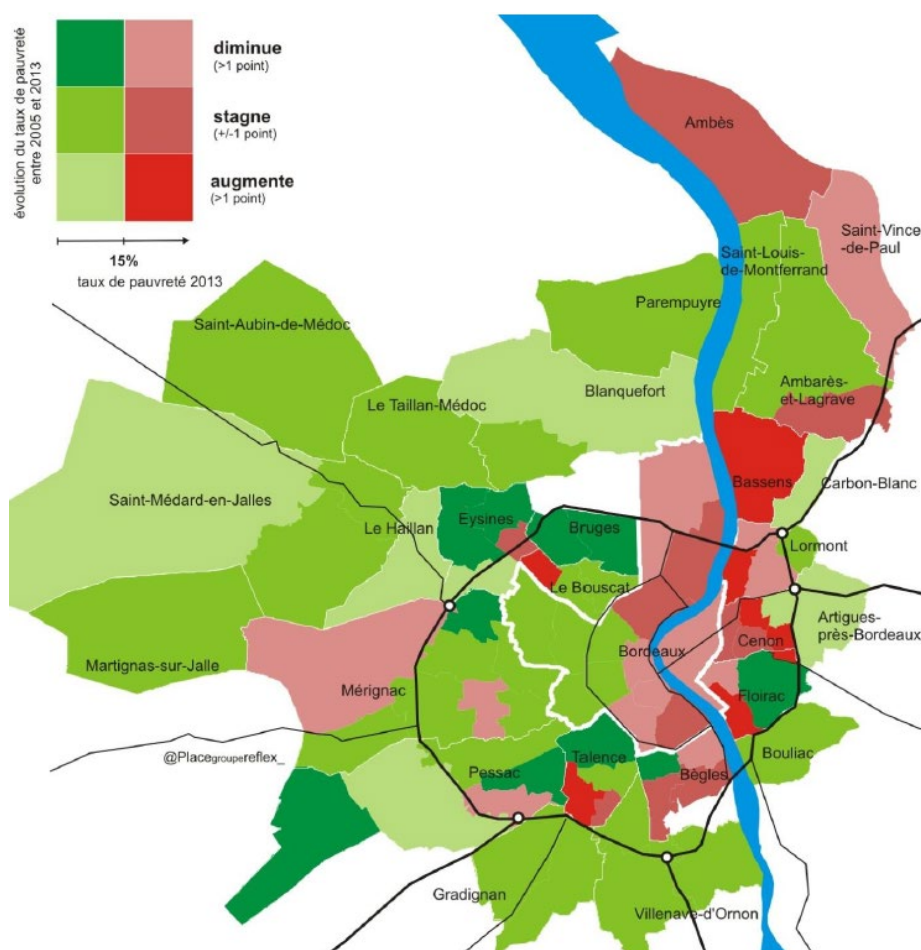 évolution du taux de pauvreté
entre 2005 et 2013
diminue
(>1 point)
stagne
(+/-1 point)
augmente
(>1 point)
15%
taux de pauvreté 2013
Ambès
Saint-Vince
-de-Paul
Saint-Louis-
de-Montferrand
Parempuyre
Saint-Aubin-de-Médoc
Blanquefort
Ambarès-
et-Lagrave
Le Taillan-Médoc
Bassens
Carbon-Blanc
Saint-Médard-en-Jalles
Le Haillan
Eysines
Bruges
Lormont
Le Bouscat
Artigues-
près-Bordeaux
Cenon
Bordeaux
Martignas-sur-Jalle
Mérignac
Floirac
Bouliac
@Placegroupereflex_
Pessac
Talence
Bègles
Gradignan
Villenave-d'Ornon